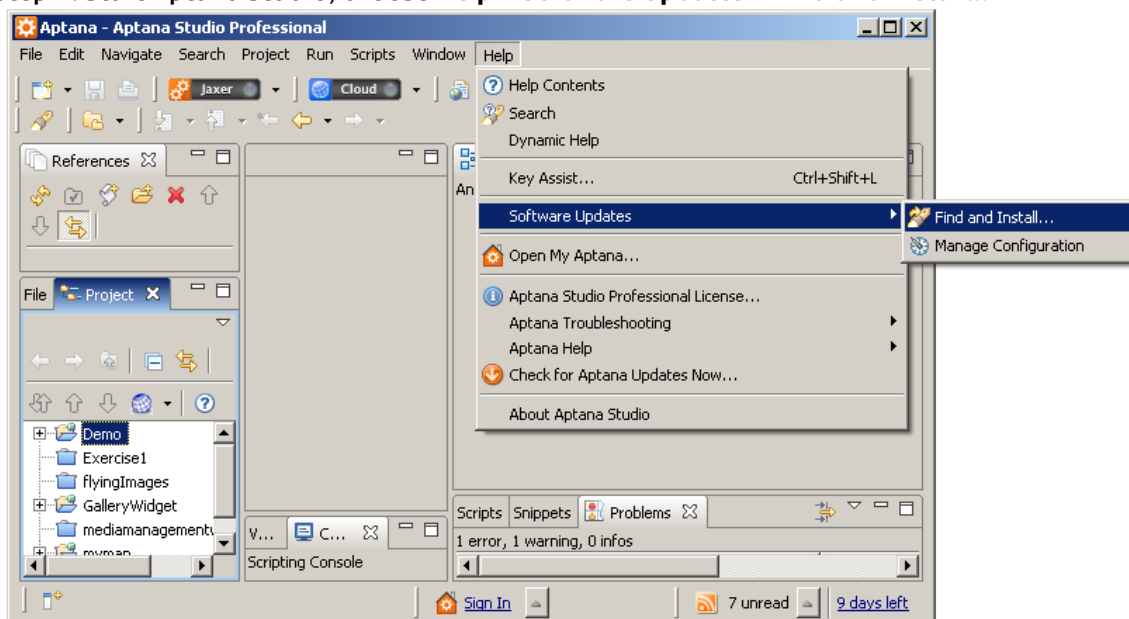 Aptana - Aptana Studio Professional
File Edit Navigate Search Project Run Scripts Window Help
Jaxer Cloud
Help Contents
Search
Dynamic Help
Key Assist... Ctrl+Shift+L
Software Updates
Find and Install...
Manage Configuration
Open My Aptana...
Aptana Studio Professional License...
Aptana Troubleshooting
Aptana Help
Check for Aptana Updates Now...
About Aptana Studio
References
An
File Project
Demo
Exercise1
flyingImages
GalleryWidget
mediamanagement
mymap
V... C...
Scripting Console
Scripts Snippets Problems
1 error, 1 warning, 0 infos
Sign In 7 unread 9 days left